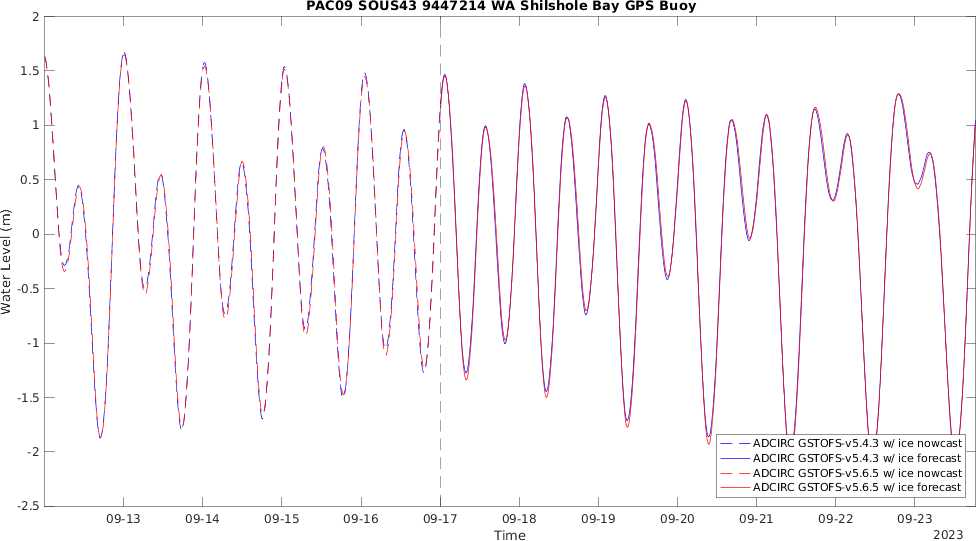 PAC09 SOUS43 9447214 WA Shilshole Bay GPS Buoy
2
1.5
1
0.5
0
-0.5
-1
-1.5
-2
-2.5
Water Level (m)
09-13 09-14 09-15 09-16 09-17 09-18 09-19 09-20 09-21 09-22 09-23
Time
2023
ADCIRC GSTOFS-v5.4.3 w/ ice nowcast
ADCIRC GSTOFS-v5.4.3 w/ ice forecast
ADCIRC GSTOFS-v5.6.5 w/ ice nowcast
ADCIRC GSTOFS-v5.6.5 w/ ice forecast